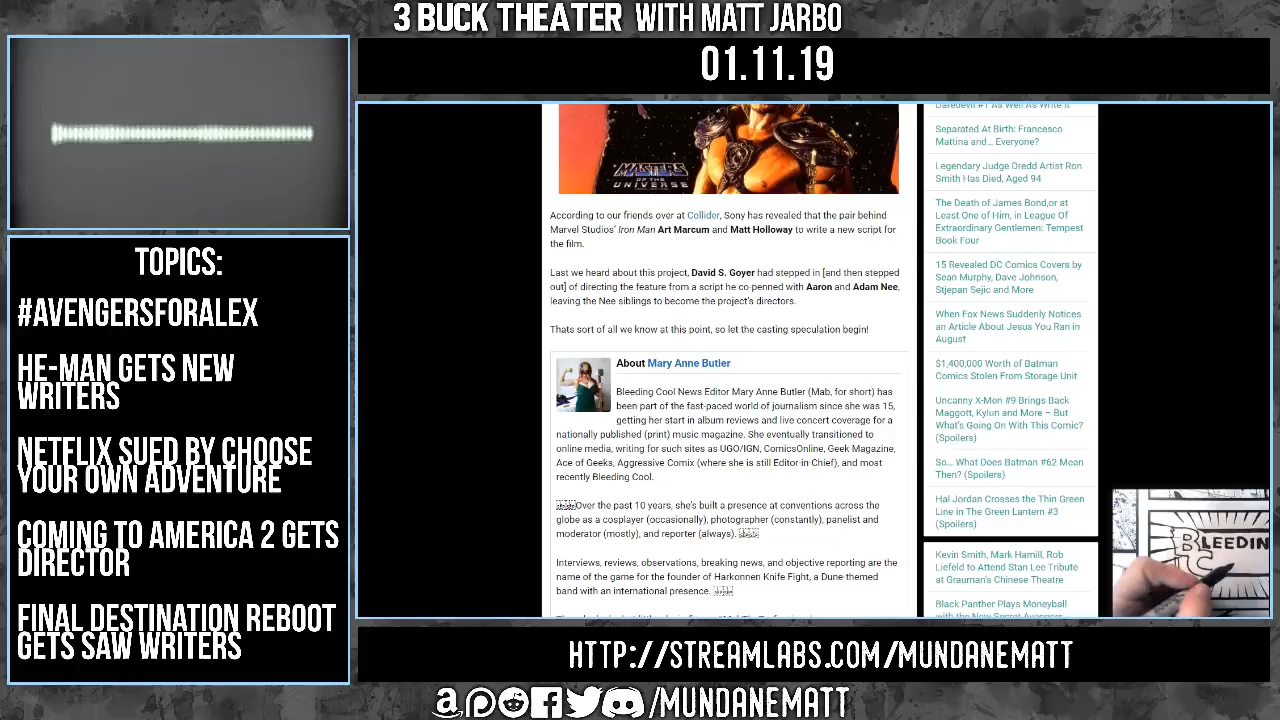 3 BUCK THEATER WITH MATT JARBO
01.11.19
TOPICS:
#AVENGERSFORALEX
HE-MAN GETS NEW
WRITERS
NETFLIX SUED BY CHOOSE
YOUR OWN ADVENTURE
COMING TO AMERICA 2 GETS
DIRECTOR
FINAL DESTINATION REBOOT
GETS SAW WRITERS
MASTERS
OF THE
UNIVERSE
According to our friends over at Collider, Sony has revealed that the pair behind
Marvel Studios' Iron Man Art Marcum and Matt Holloway to write a new script for
the film.
Last we heard about this project, David S. Goyer had stepped in [and then stepped
out] of directing the feature from a script he co-penned with Aaron and Adam Nee,
leaving the Nee siblings to become the project's directors.
Thats sort of all we know at this point, so let the casting speculation begin!
About Mary Anne Butler
Bleeding Cool News Editor Mary Anne Butler (Mab, for short) has
been part of the fast-paced world of journalism since she was 15,
getting her start in album reviews and live concert coverage for a
nationally published (print) music magazine. She eventually transitioned to
online media, writing for such sites as UGO/IGN, ComicsOnline, Geek Magazine,
Ace of Geeks, Aggressive Comix (where she is still Editor-in-Chief), and most
recently Bleeding Cool.
Over the past 10 years, she's built a presence at conventions across the
globe as a cosplayer (occasionally), photographer (constantly), panelist and
moderator (mostly), and reporter (always).
Interviews, reviews, observations, breaking news, and objective reporting are the
name of the game for the founder of Harkonnen Knife Fight, a Dune-themed
band with an international presence.
Daredevil #1 As Well As Write It
Separated At Birth: Francesco
Mattina and… Everyone?
Legendary Judge Dredd Artist Ron
Smith Has Died, Aged 94
The Death of James Bond,or at
Least One of Him, in League Of
Extraordinary Gentlemen: Tempest
Book Four
15 Revealed DC Comics Covers by
Sean Murphy, Dave Johnson,
Stjepan Sejic and More
When Fox News Suddenly Notices
an Article About Jesus You Ran in
August
$1,400,000 Worth of Batman
Comics Stolen From Storage Unit
Uncanny X-Men #9 Brings Back
Maggott, Kylun and More – But
What's Going On With This Comic?
(Spoilers)
So… What Does Batman #62 Mean
Then? (Spoilers)
Hal Jordan Crosses the Thin Green
Line in The Green Lantern #3
(Spoilers)
Kevin Smith, Mark Hamill, Rob
Liefeld to Attend Stan Lee Tribute
at Grauman's Chinese Theatre
Black Panther Plays Moneyball
with the New Secret Avengers
BLEEDIN
C
HTTP://STREAMLABS.COM/MUNDANEMATT
/MUNDANEMATT